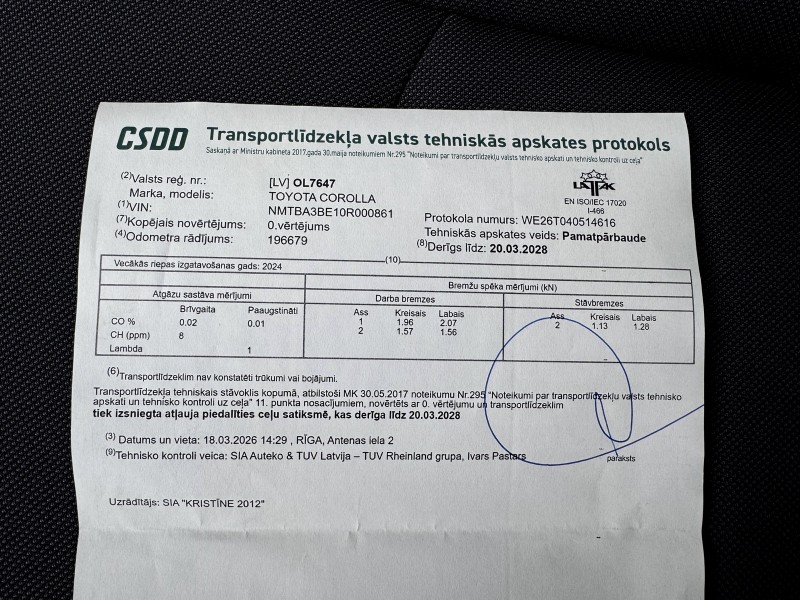 CSDD Transportlīdzekļa valsts tehniskās apskates protokols
Saskaņā ar Ministru kabineta 2017.gada 30.maija noteikumiem Nr.295 "Noteikumi par transportlīdzekļu valsts tehnisko apskati un tehnisko kontroli uz ceļa"
(2)Valsts reģ. nr.: [LV] OL7647
Marka, modelis: TOYOTA COROLLA
(1)VIN: NMTBA3BE10R000861
(7)Kopējais novērtējums: 0.vērtējums
(4)Odometra rādījums: 196679
LATAK
EN ISO/IEC 17020
I-466
Protokola numurs: WE26T040514616
Tehniskās apskates veids: Pamatpārbaude
(8)Derīgs līdz: 20.03.2028
(10)
Vecākās riepas izgatavošanas gads: 2024
Bremžu spēka mērījumi (kN)
Atgāzu sastāva mērījumi Darba bremzes Stāvbremzes
Brīvgaita Paaugstināti Ass Kreisais Labais Ass Kreisais Labais
CO % 0.02 0.01 1 1.96 2.07 2 1.13 1.28
CH (ppm) 8 2 1.57 1.56
Lambda 1
(6)Transportlīdzeklim nav konstatēti trūkumi vai bojājumi.
Transportlīdzekļa tehniskais stāvoklis kopumā, atbilstoši MK 30.05.2017 noteikumu Nr.295 "Noteikumi par transportlīdzekļu valsts tehnisko
apskati un tehnisko kontroli uz ceļa" 11. punkta nosacījumiem, novērtēts ar 0. vērtējumu un transportlīdzeklim
tiek izsniegta atļauja piedalīties ceļu satiksmē, kas derīga līdz 20.03.2028
(3) Datums un vieta: 18.03.2026 14:29 , RĪGA, Antenas iela 2
(9)Tehnisko kontroli veica: SIA Auteko & TUV Latvija – TUV Rheinland grupa, Ivars Pastars
paraksts
Uzrādītājs: SIA "KRISTĪNE 2012"